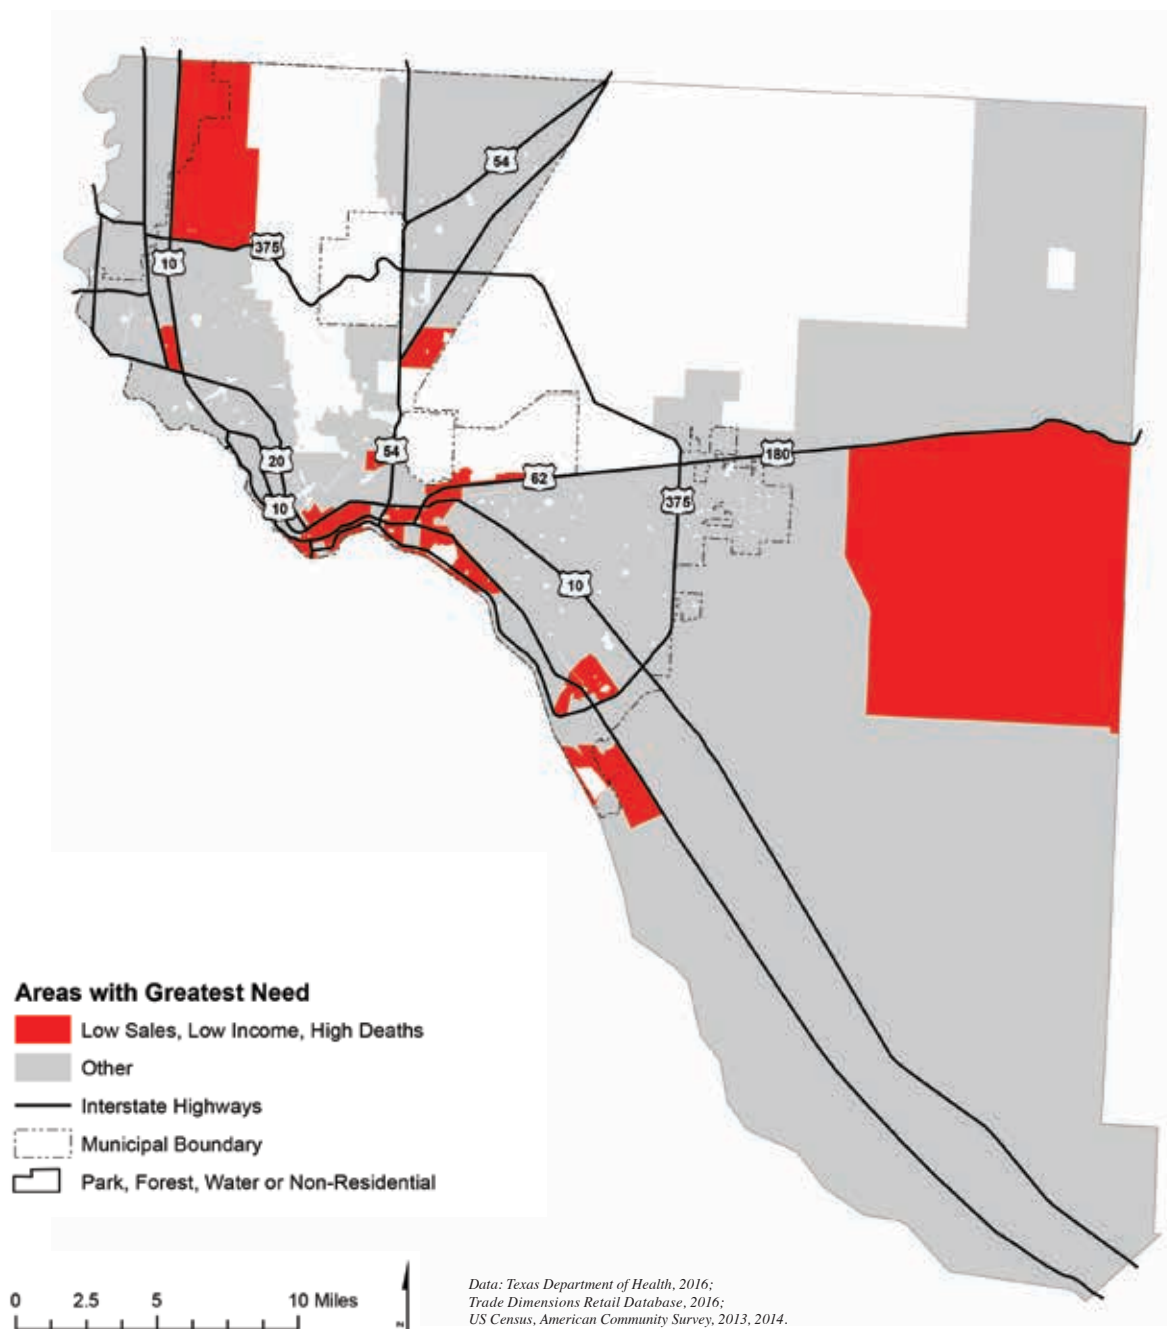 54
375
10
54
20
62
180
10
375
10
Areas with Greatest Need
Low Sales, Low Income, High Deaths
Other
Interstate Highways
Municipal Boundary
Park, Forest, Water or Non-Residential
0 2.5 5 10 Miles
Data: Texas Department of Health, 2016;
Trade Dimensions Retail Database, 2016;
US Census, American Community Survey, 2013, 2014.